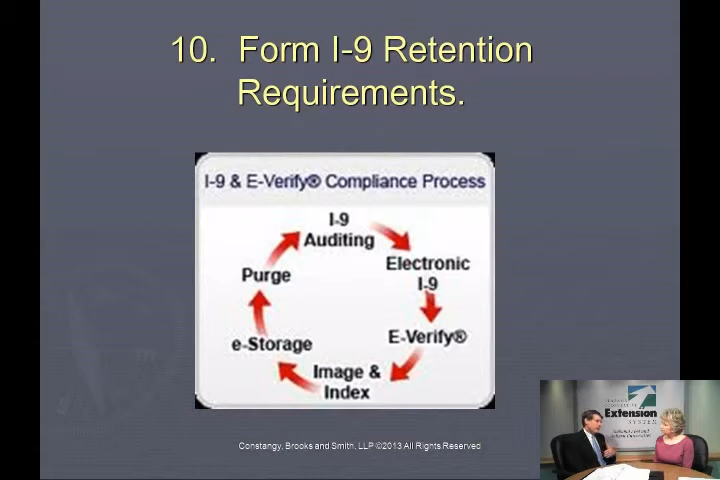 10. Form I-9 Retention
Requirements.
I-9 & E-Verify® Compliance Process
I-9
Auditing
Electronic
I-9
E-Verify®
Image &
Index
e-Storage
Purge
Extension
SYSTEM
Constangy, Brooks and Smith, LLP ©2013 All Rights Reserved